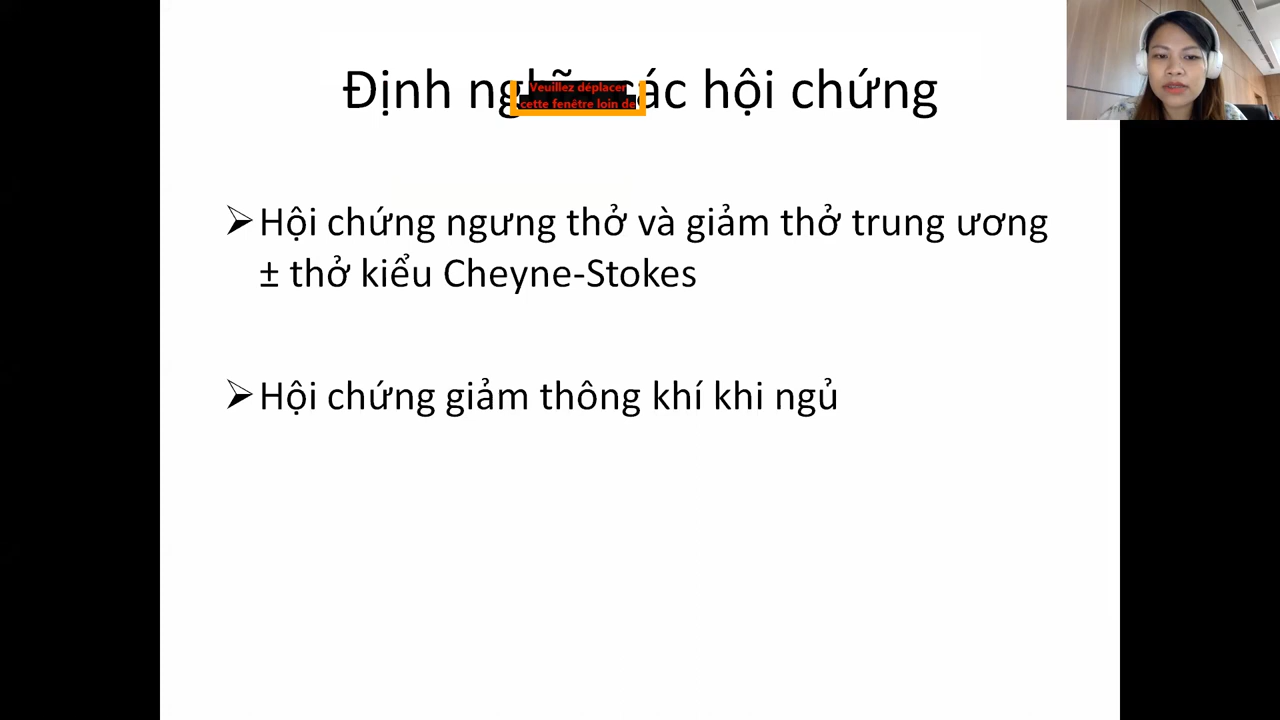 Định các hội chứng
Veuillez déplacer
cette fenêtre loin de
➢Hội chứng ngưng thở và giảm thở trung ương
± thở kiểu Cheyne-Stokes
➢Hội chứng giảm thông khí khi ngủ